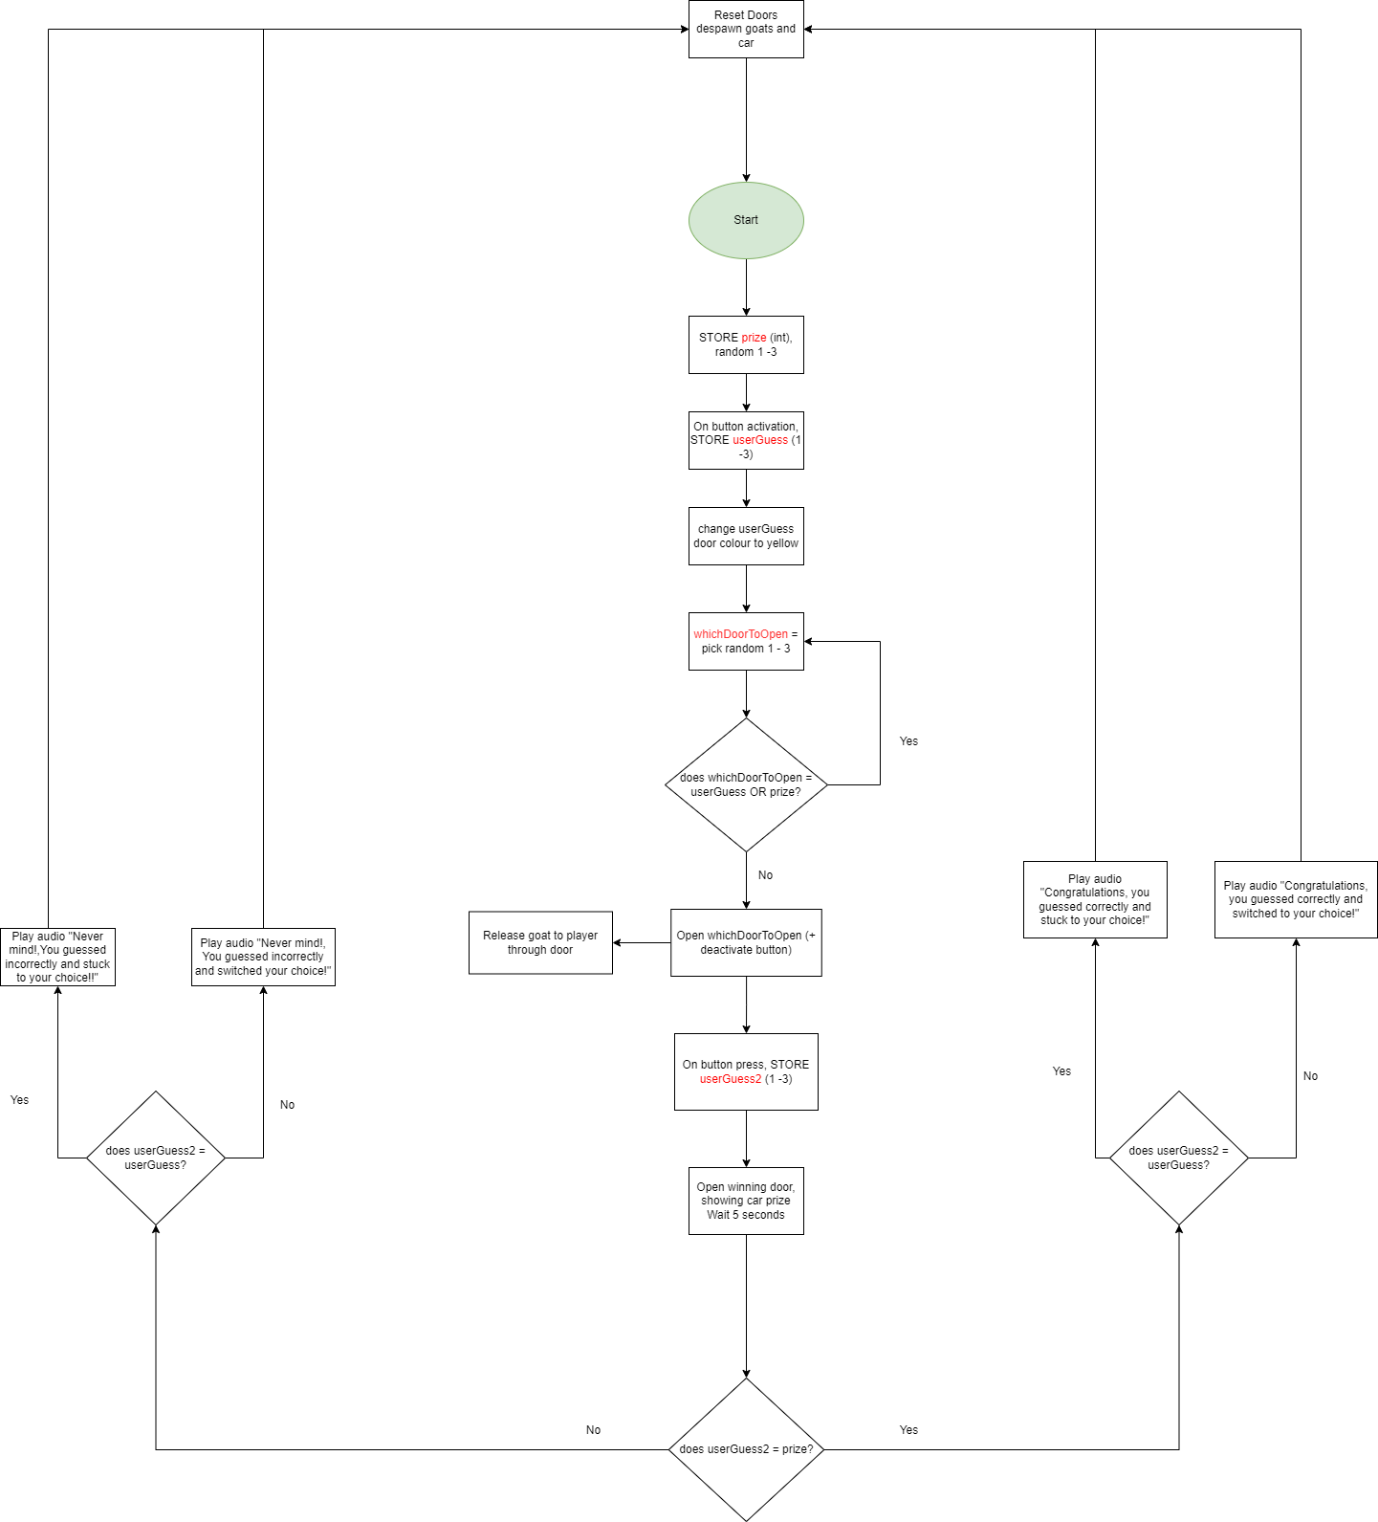 Reset Doors
despawn goats and
car
Start
STORE prize (int),
random 1 -3
On button activation,
STORE userGuess (1
-3)
change userGuess
door colour to yellow
whichDoorToOpen =
pick random 1 - 3
Yes
does whichDoorToOpen =
userGuess OR prize?
No
Play audio
"Congratulations, you
guessed correctly and
stuck to your choice!"
Play audio "Congratulations,
you guessed correctly and
switched to your choice!"
Play audio "Never
mind!,You guessed
incorrectly and stuck
to your choice!!"
Play audio "Never mind!,
You guessed incorrectly
and switched your choice!"
Release goat to player
through door
Open whichDoorToOpen (+
deactivate button)
On button press, STORE
userGuess2 (1 -3)
Yes
No
Yes
No
does userGuess2 =
userGuess?
does userGuess2 =
userGuess?
Open winning door,
showing car prize
Wait 5 seconds
No
Yes
does userGuess2 = prize?